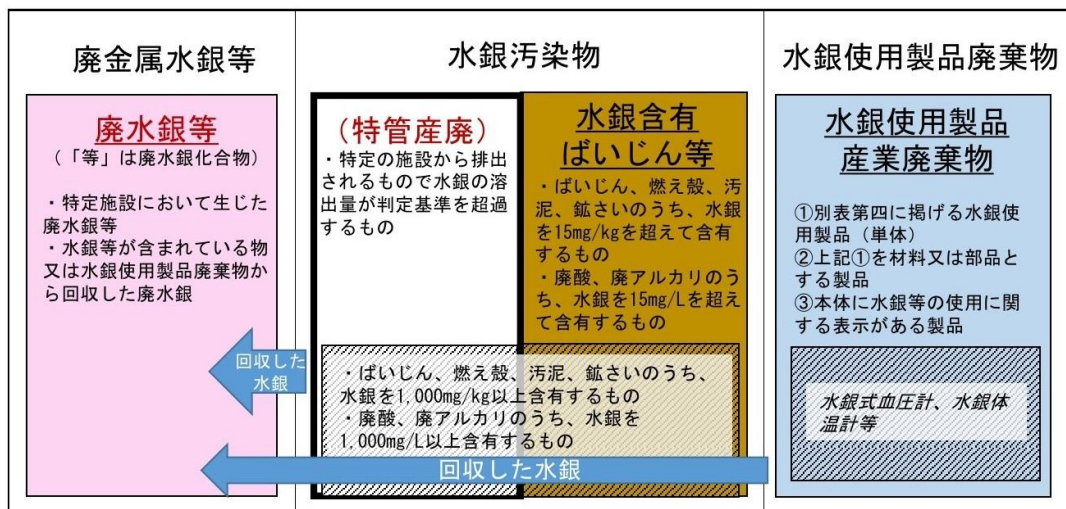 廃金属水銀等
廃水銀等
（「等」は廃水銀化合物）
・特定施設において生じた
廃水銀等
・水銀等が含まれている物
又は水銀使用製品廃棄物か
ら回収した廃水銀
水銀汚染物
（特管産廃）
・特定の施設から排出
されるもので水銀の溶
出量が判定基準を超過
するもの
水銀含有
ばいじん等
・ばいじん、燃え殻、汚
泥、鉱さいのうち、水銀
を15mg/kgを超えて含有
するもの
・廃酸、廃アルカリのう
ち、水銀を15mg/Lを超え
て含有するもの
・ばいじん、燃え殻、汚泥、鉱さいのうち、
水銀を1,000mg/kg以上含有するもの
・廃酸、廃アルカリのうち、水銀を
1,000mg/L以上含有するもの
回収した
水銀
回収した水銀
水銀使用製品廃棄物
水銀使用製品
産業廃棄物
①別表第四に掲げる水銀使
用製品（単体）
②上記①を材料又は部品と
する製品
③本体に水銀等の使用に関
する表示がある製品
水銀式血圧計、水銀体
温計等